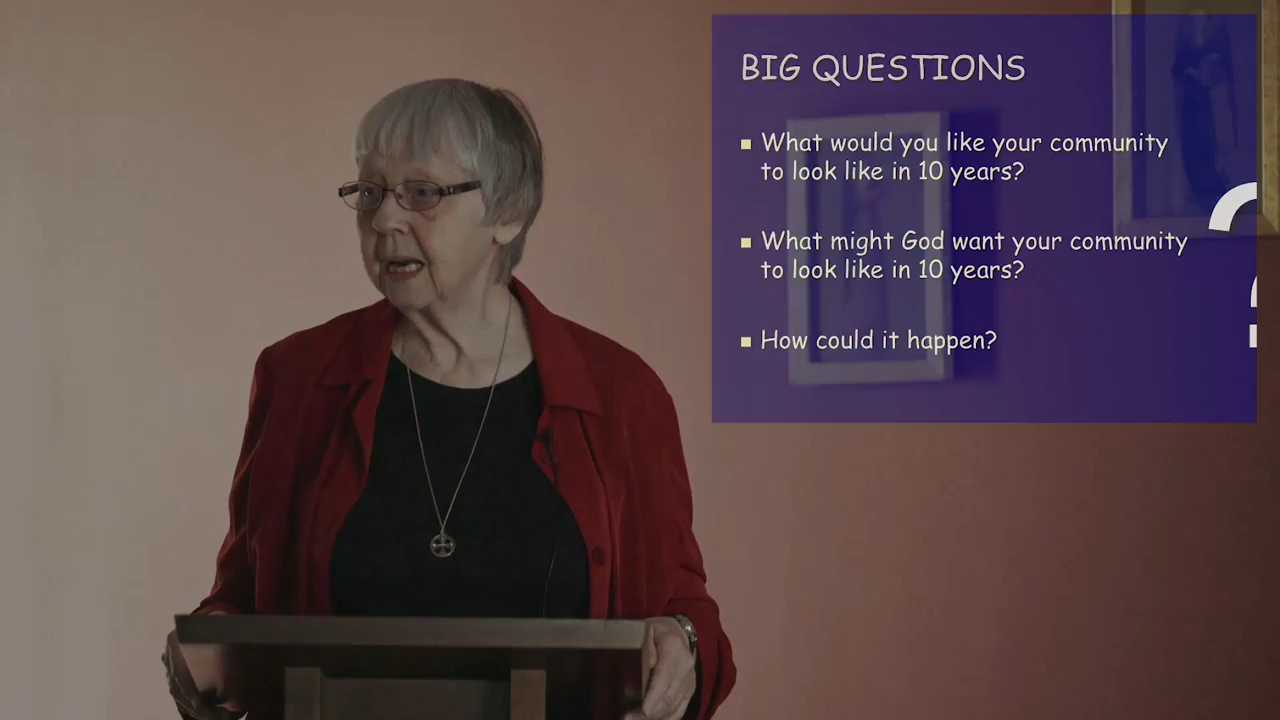 BIG QUESTIONS
▪ What would you like your community
to look like in 10 years?
▪ What might God want your community
to look like in 10 years?
▪ How could it happen?